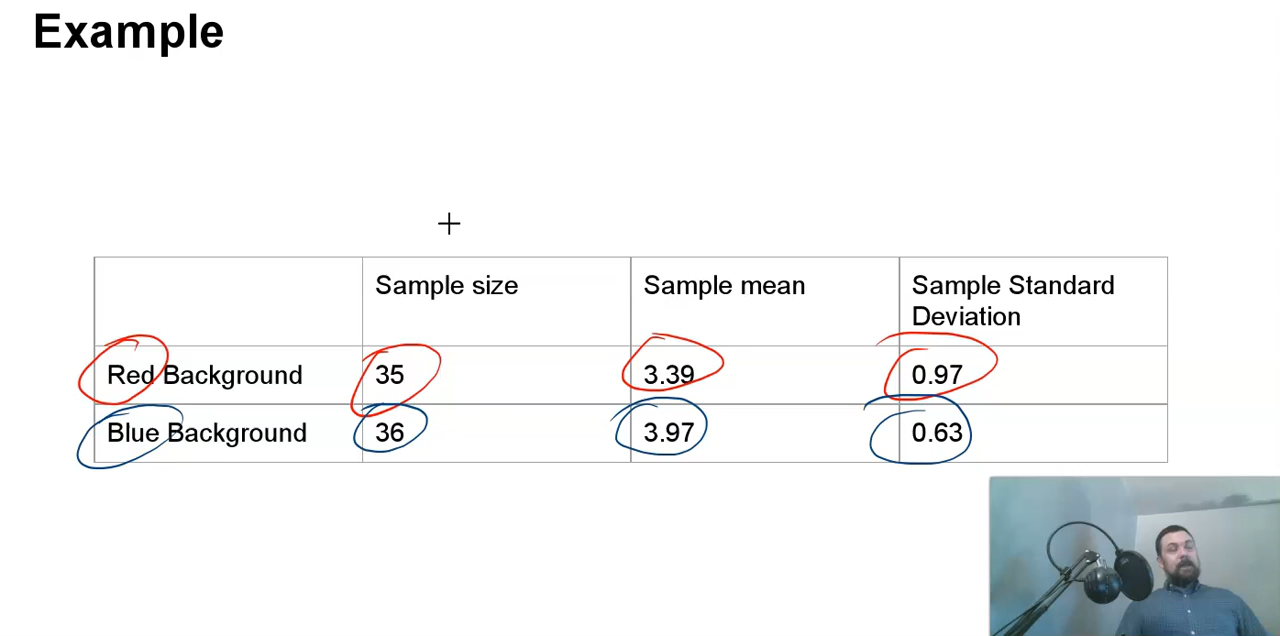 Example
Sample size Sample mean Sample Standard Deviation
Red Background 35 3.39 0.97
Blue Background 36 3.97 0.63